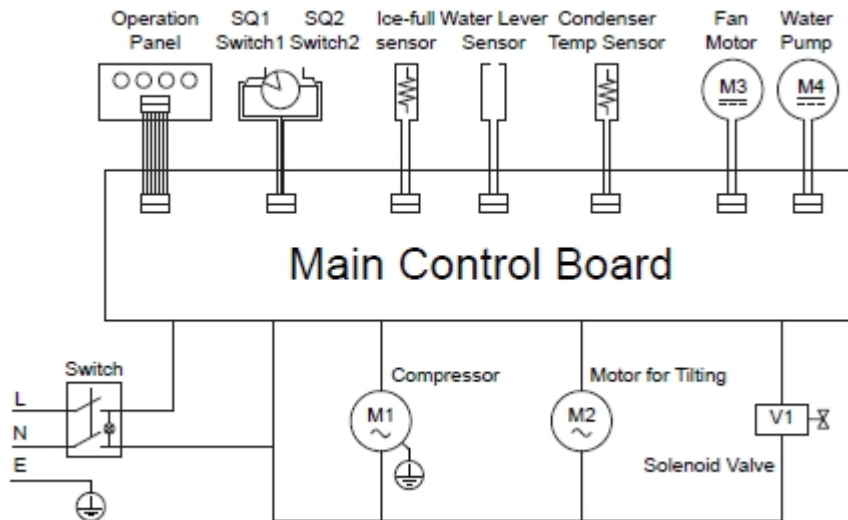 Operation Panel
SQ1 Switch1
SQ2 Switch2
Ice-full sensor
Water Lever Sensor
Condenser Temp Sensor
Fan Motor
Water Pump
M3
M4
Main Control Board
Switch
L
N
E
Compressor
M1
Motor for Tilting
M2
V1
Solenoid Valve